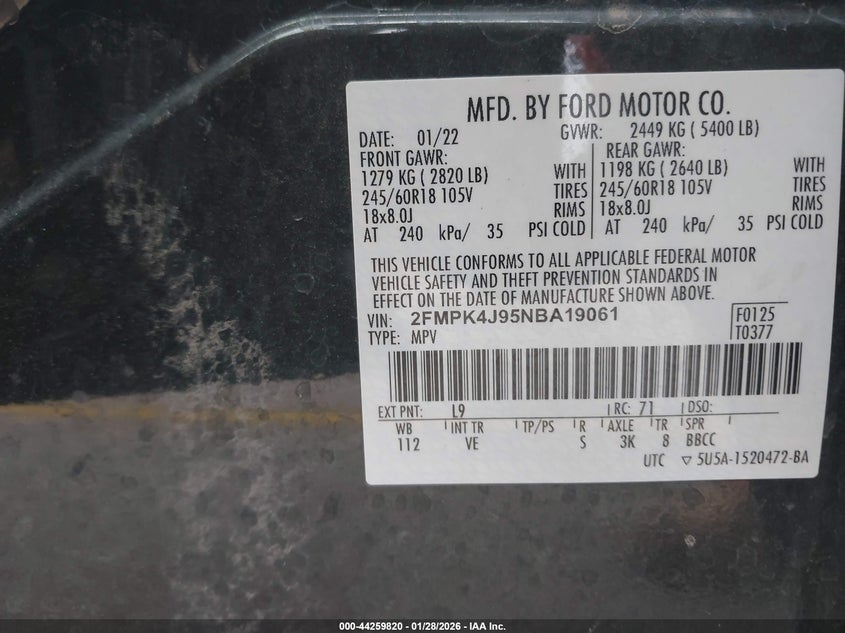 MFD. BY FORD MOTOR CO.
DATE: 01/22 GVWR: 2449 KG ( 5400 LB)
FRONT GAWR: REAR GAWR:
1279 KG ( 2820 LB) WITH 1198 KG ( 2640 LB) WITH
245/60R18 105V TIRES 245/60R18 105V TIRES
18x8.0J RIMS 18x8.0J RIMS
AT 240 kPa/ 35 PSI COLD AT 240 kPa/ 35 PSI COLD
THIS VEHICLE CONFORMS TO ALL APPLICABLE FEDERAL MOTOR
VEHICLE SAFETY AND THEFT PREVENTION STANDARDS IN
EFFECT ON THE DATE OF MANUFACTURE SHOWN ABOVE.
VIN: 2FMPK4J95NBA19061 F0125
TYPE: MPV T0377
EXT PNT: L9 RC: 71 DSO:
WB INT TR TP/PS R AXLE TR SPR
112 VE S 3K 8 BBCC
UTC ▽ 5U5A-1520472-BA
000-44259820 | 01/28/2026 - IAA Inc.